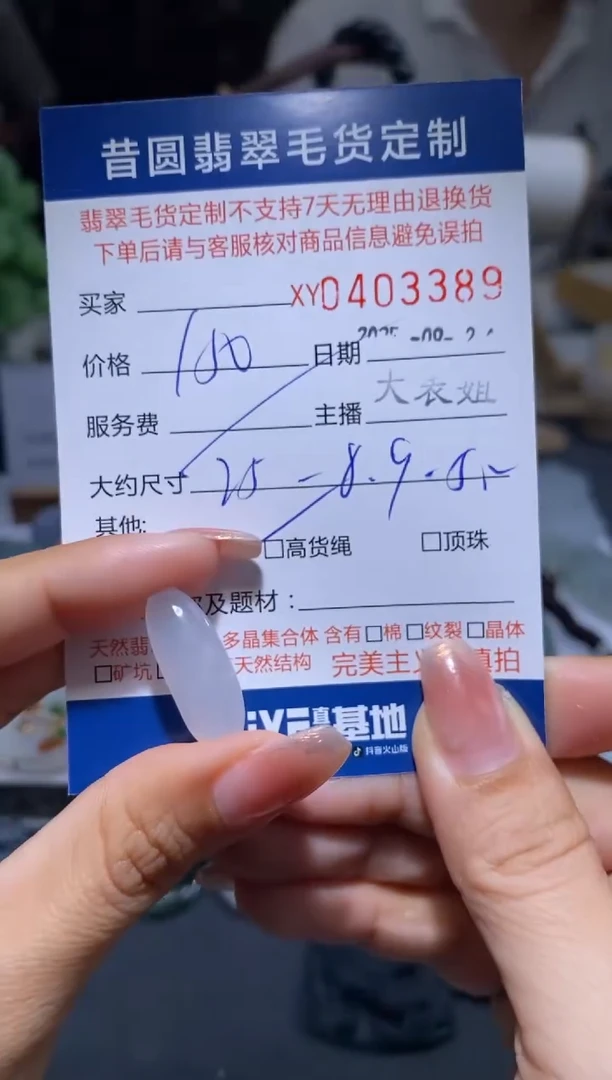 昔圆翡翠毛货定制
翡翠毛货定制不支持7天无理由退换货
下单后请与客服核对商品信息避免误拍
买家 XY0403389
价格 日期
服务费 主播 大表姐
大约尺寸
其他:
□高货绳 □顶珠
及题材：
天然翡 多晶集合体 含有□棉 □纹裂 □晶体
□矿坑 天然结构 完美主 慎拍
基地
抖音火山版